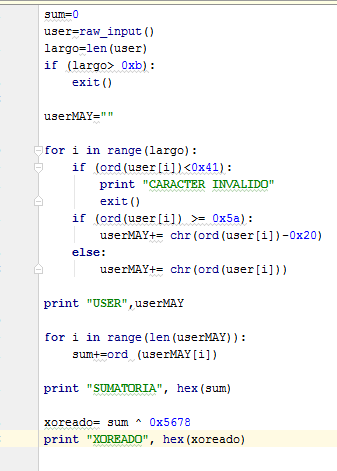 sum=0
user=raw_input()
largo=len(user)
if (largo> 0xb):
    exit()
userMAY=""
for i in range(largo):
    if (ord(user[i])<0x41):
        print "CARACTER INVALIDO"
        exit()
    if (ord(user[i]) >= 0x5a):
        userMAY+= chr(ord(user[i])-0x20)
    else:
        userMAY+= chr(ord(user[i]))
print "USER",userMAY
for i in range(len(userMAY)):
    sum+=ord (userMAY[i])
print "SUMATORIA", hex(sum)
xoreado= sum ^ 0x5678
print "XOREADO", hex(xoreado)